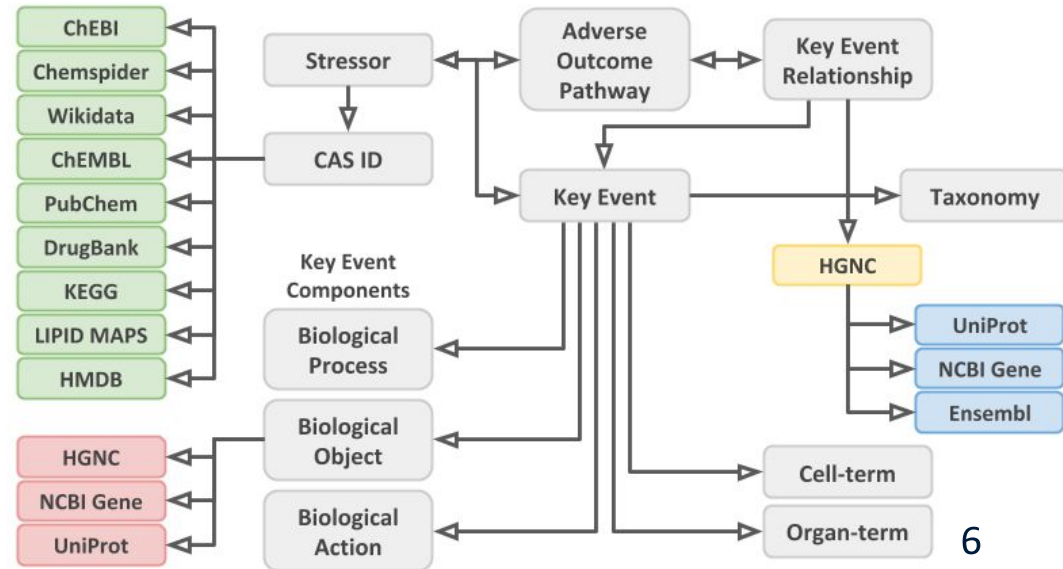 ChEBI
Chemspider
Wikidata
ChEMBL
PubChem
DrugBank
KEGG
LIPID MAPS
HMDB
HGNC
NCBI Gene
UniProt
Stressor
CAS ID
Key Event
Components
Biological
Process
Biological
Object
Biological
Action
Adverse
Outcome
Pathway
Key Event
Key Event
Relationship
Taxonomy
HGNC
UniProt
NCBI Gene
Ensembl
Cell-term
Organ-term
6